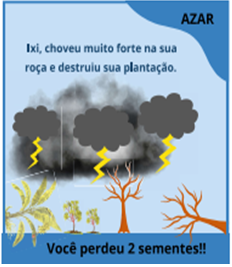 AZAR
Ixi, choveu muito forte na sua
roça e destruiu sua plantação.
Você perdeu 2 sementes!!